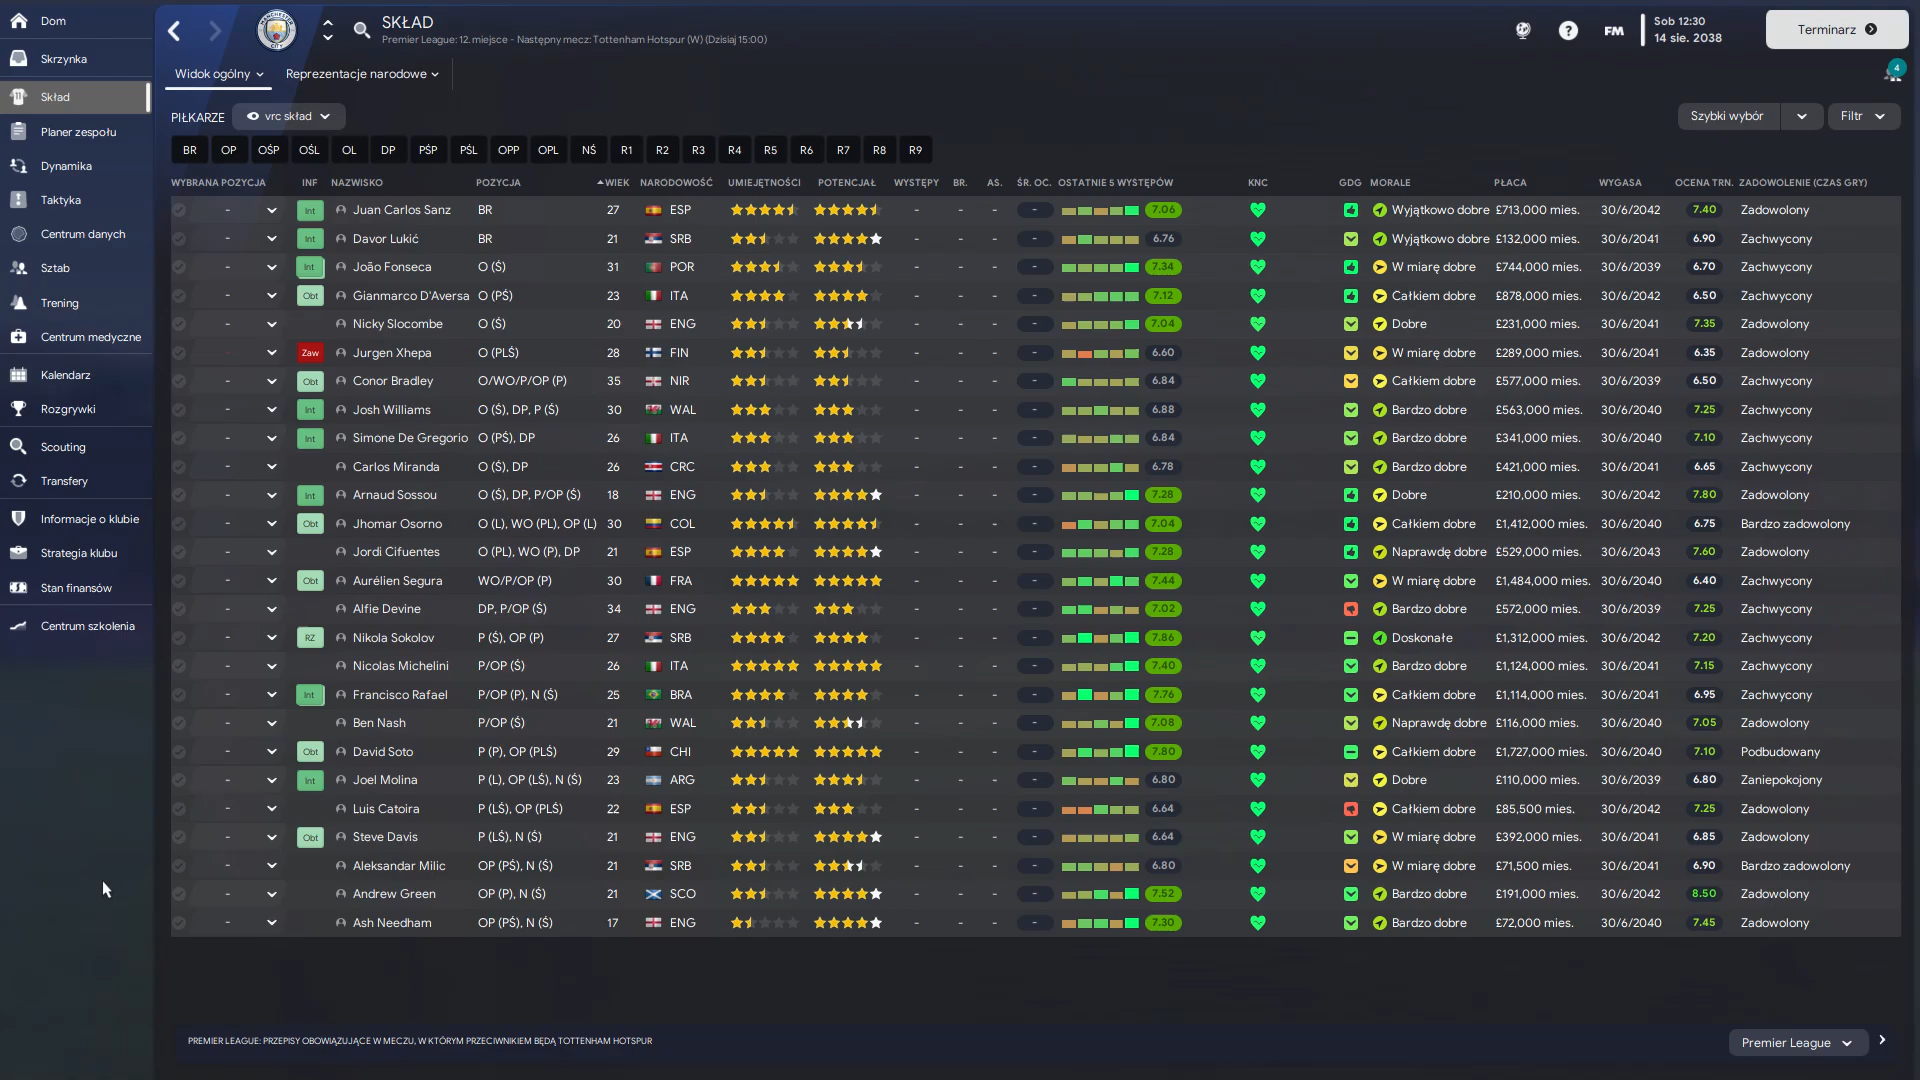 Dom
Skrzynka
Skład
Planer zespołu
Dynamika
Taktyka
Centrum danych
Sztab
Trening
Centrum medyczne
Kalendarz
Rozgrywki
Scouting
Transfery
Informacje o klubie
Strategia klubu
Stan finansów
Centrum szkolenia
SKŁAD
Premier League: 12. miejsce - Następny mecz: Tottenham Hotspur (W) (Dzisiaj 15:00)
FM
Sob 12:30
14 sie. 2038
Terminarz
Widok ogólny Reprezentacje narodowe
4
PIŁKARZE vrc skład Szybki wybór Filtr
BR OP OŚP OŚL OL DP PŚP PŚL OPP OPL NŚ R1 R2 R3 R4 R5 R6 R7 R8 R9
WYBRANA POZYCJA INF NAZWISKO POZYCJA WIEK NARODOWOŚĆ UMIEJĘTNOŚCI POTENCJAŁ WYSTĘPY BR. AS. ŚR. OC. OSTATNIE 5 WYSTĘPÓW KNC GDG MORALE PŁACA WYGASA OCENA TRN. ZADOWOLENIE (CZAS GRY)
- Int Juan Carlos Sanz BR 27 ESP - - - - 7.06 Wyjątkowo dobre £713,000 mies. 30/6/2042 7.40 Zadowolony
- Int Davor Lukić BR 21 SRB - - - - 6.76 Wyjątkowo dobre £132,000 mies. 30/6/2041 6.90 Zachwycony
- Int João Fonseca O (Ś) 31 POR - - - - 7.34 W miarę dobre £744,000 mies. 30/6/2039 6.70 Zachwycony
- Obt Gianmarco D'Aversa O (PŚ) 23 ITA - - - - 7.12 Całkiem dobre £878,000 mies. 30/6/2042 6.50 Zachwycony
- Nicky Slocombe O (Ś) 20 ENG - - - - 7.04 Dobre £231,000 mies. 30/6/2041 7.35 Zachwycony
- Zaw Jurgen Xhepa O (PLŚ) 28 FIN - - - - 6.60 W miarę dobre £289,000 mies. 30/6/2041 6.35 Zadowolony
- Obt Conor Bradley O/WO/P/OP (P) 35 NIR - - - - 6.84 Całkiem dobre £577,000 mies. 30/6/2039 6.50 Zachwycony
- Int Josh Williams O (Ś), DP, P (Ś) 30 WAL - - - - 6.88 Bardzo dobre £563,000 mies. 30/6/2040 7.25 Zachwycony
- Int Simone De Gregorio O (PŚ), DP 26 ITA - - - - 6.84 Bardzo dobre £341,000 mies. 30/6/2040 7.10 Zachwycony
- Carlos Miranda O (Ś), DP 26 CRC - - - - 6.78 Bardzo dobre £421,000 mies. 30/6/2041 6.65 Zachwycony
- Int Arnaud Sossou O (Ś), DP, P/OP (Ś) 18 ENG - - - - 7.28 Dobre £210,000 mies. 30/6/2042 7.80 Zachwycony
- Obt Jhomar Osorno O (L), WO (PL), OP (L) 30 COL - - - - 7.04 Całkiem dobre £1,412,000 mies. 30/6/2040 6.75 Bardzo zadowolony
- Jordi Cifuentes O (PL), WO (P), DP 21 ESP - - - - 7.28 Naprawdę dobre £529,000 mies. 30/6/2043 7.60 Zadowolony
- Obt Aurélien Segura WO/P/OP (P) 30 FRA - - - - 7.44 W miarę dobre £1,484,000 mies. 30/6/2040 6.40 Zachwycony
- Alfie Devine DP, P/OP (Ś) 34 ENG - - - - 7.02 Bardzo dobre £572,000 mies. 30/6/2039 7.25 Zachwycony
- RZ Nikola Sokolov P (Ś), OP (P) 27 SRB - - - - 7.86 Doskonałe £1,312,000 mies. 30/6/2042 7.20 Zachwycony
- Nicolas Michelini P/OP (Ś) 26 ITA - - - - 7.40 Bardzo dobre £1,124,000 mies. 30/6/2041 7.15 Zachwycony
- Int Francisco Rafael P/OP (P), N (Ś) 25 BRA - - - - 7.76 Całkiem dobre £1,114,000 mies. 30/6/2041 6.95 Zachwycony
- Ben Nash P/OP (Ś) 21 WAL - - - - 7.08 Naprawdę dobre £116,000 mies. 30/6/2040 7.05 Zadowolony
- Obt David Soto P (P), OP (PLŚ) 29 CHI - - - - 7.80 Całkiem dobre £1,727,000 mies. 30/6/2040 7.10 Podbudowany
- Int Joel Molina P (L), OP (LŚ), N (Ś) 23 ARG - - - - 6.80 Dobre £110,000 mies. 30/6/2039 6.80 Zaniepokojony
- Luis Catoira P (LŚ), OP (PLŚ) 22 ESP - - - - 6.64 Całkiem dobre £85,500 mies. 30/6/2042 7.25 Zadowolony
- Obt Steve Davis P (LŚ), N (Ś) 21 ENG - - - - 6.64 W miarę dobre £392,000 mies. 30/6/2041 6.85 Zadowolony
- Aleksandar Milic OP (PŚ), N (Ś) 21 SRB - - - - 6.80 W miarę dobre £71,500 mies. 30/6/2041 6.90 Bardzo zadowolony
- Andrew Green OP (P), N (Ś) 21 SCO - - - - 7.52 Bardzo dobre £191,000 mies. 30/6/2042 8.50 Zadowolony
- Ash Needham OP (PŚ), N (Ś) 17 ENG - - - - 7.30 Bardzo dobre £72,000 mies. 30/6/2040 7.45 Zadowolony
PREMIER LEAGUE: PRZEPISY OBOWIĄZUJĄCE W MECZU, W KTÓRYM PRZECIWNIKIEM BĘDĄ TOTTENHAM HOTSPUR
Premier League